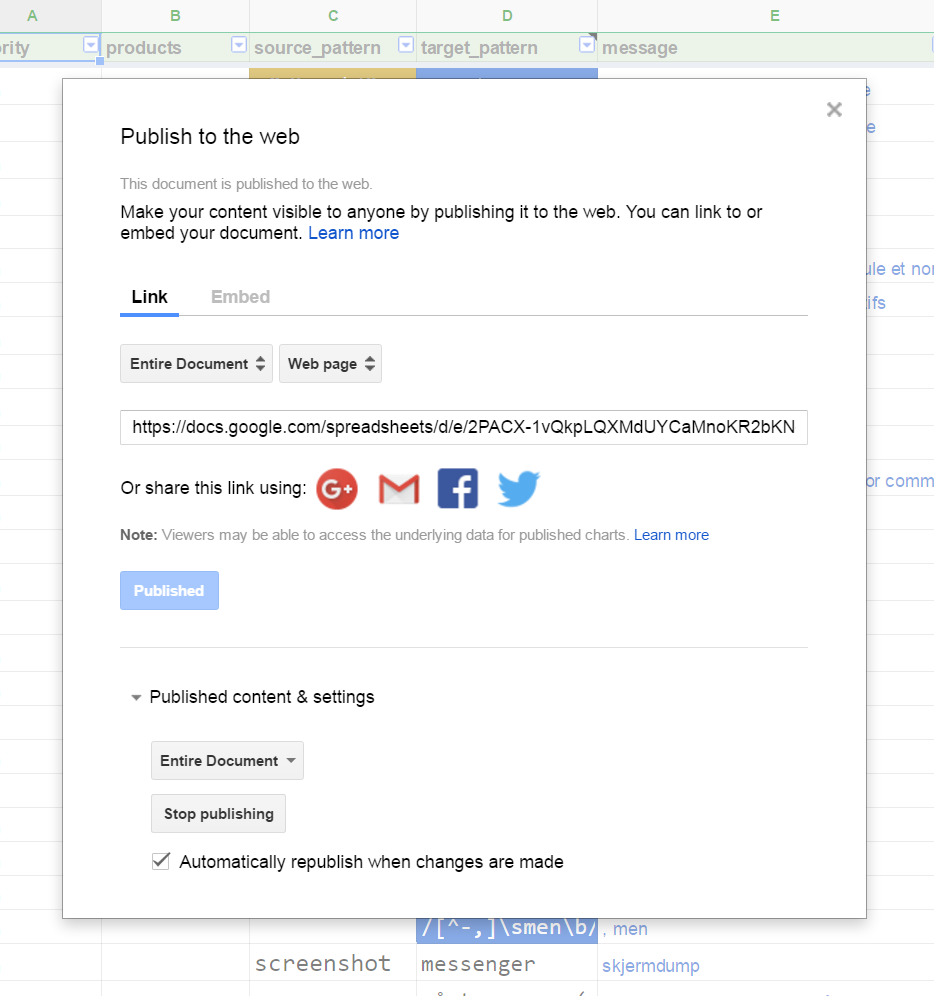 A B C D E
rity products source_pattern target_pattern message
Publish to the web
This document is published to the web.
Make your content visible to anyone by publishing it to the web. You can link to or
embed your document. Learn more
ule et nor
Link Embed
ifs
Entire Document Web page
https://docs.google.com/spreadsheets/d/e/2PACX-1vQkpLQXMdUYCaMnoKR2bKN
or comm
Or share this link using: G+ M f
Note: Viewers may be able to access the underlying data for published charts. Learn more
Published
Published content & settings
Entire Document
Stop publishing
Automatically republish when changes are made
/[^-,]\smen\b/ , men
screenshot messenger skjermdump